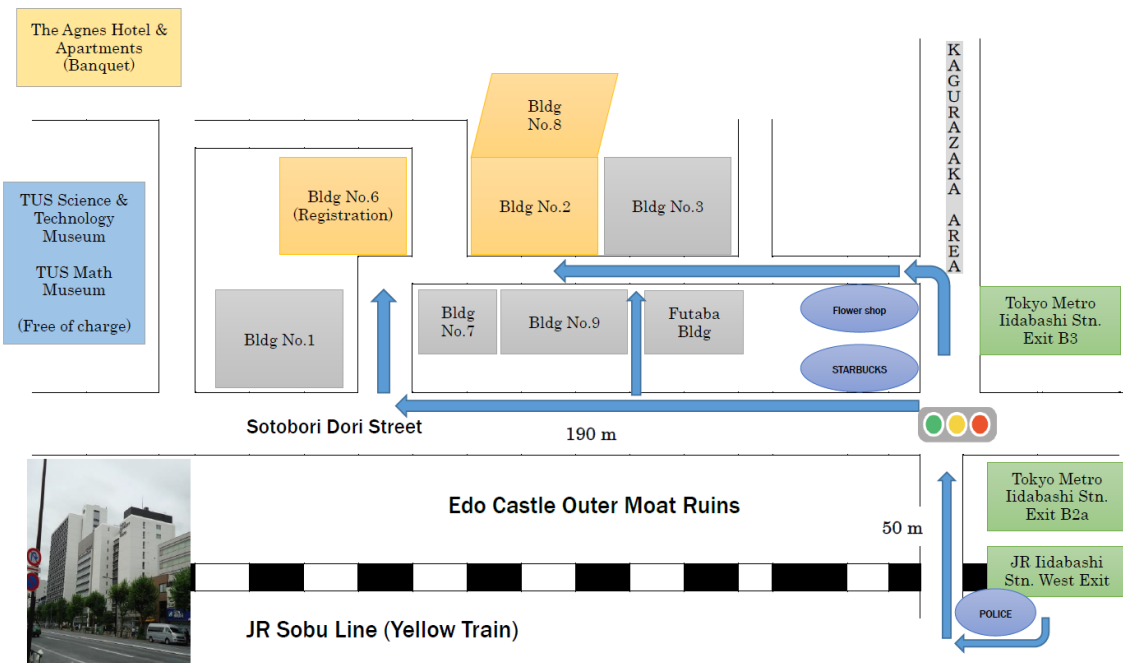 The Agnes Hotel &
Apartments
(Banquet)
TUS Science &
Technology
Museum
TUS Math
Museum
(Free of charge)
Bldg No.6
(Registration)
Bldg
No.8
Bldg No.2
Bldg No.3
KAGURAZAKA AREA
Bldg No.1
Bldg
No.7
Bldg No.9
Futaba
Bldg
Flower shop
STARBUCKS
Tokyo Metro
Iidabashi Stn.
Exit B3
Sotobori Dori Street
190 m
Edo Castle Outer Moat Ruins
50 m
Tokyo Metro
Iidabashi Stn.
Exit B2a
JR Iidabashi
Stn. West Exit
POLICE
JR Sobu Line (Yellow Train)